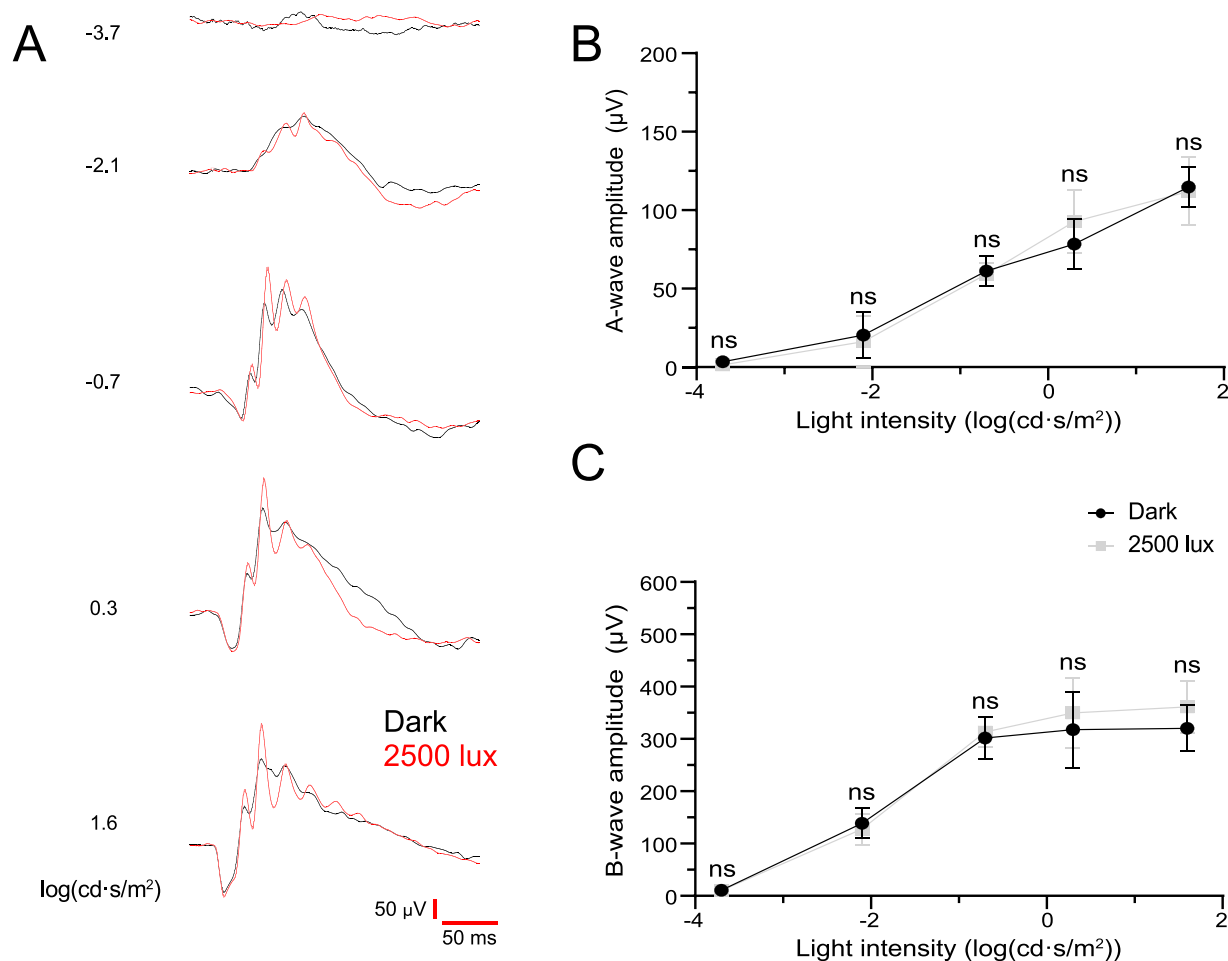 A
-3.7
-2.1
-0.7
0.3
Dark
2500 lux
1.6
log(cd·s/m²)
50 μV
50 ms
B
200
150
100
50
0
A-wave amplitude (μV)
ns
ns
ns
ns
ns
-4
-2
0
2
Light intensity (log(cd·s/m²))
C
Dark
2500 lux
600
500
400
300
200
100
0
B-wave amplitude (μV)
ns
ns
ns
ns
ns
-4
-2
0
2
Light intensity (log(cd·s/m²))